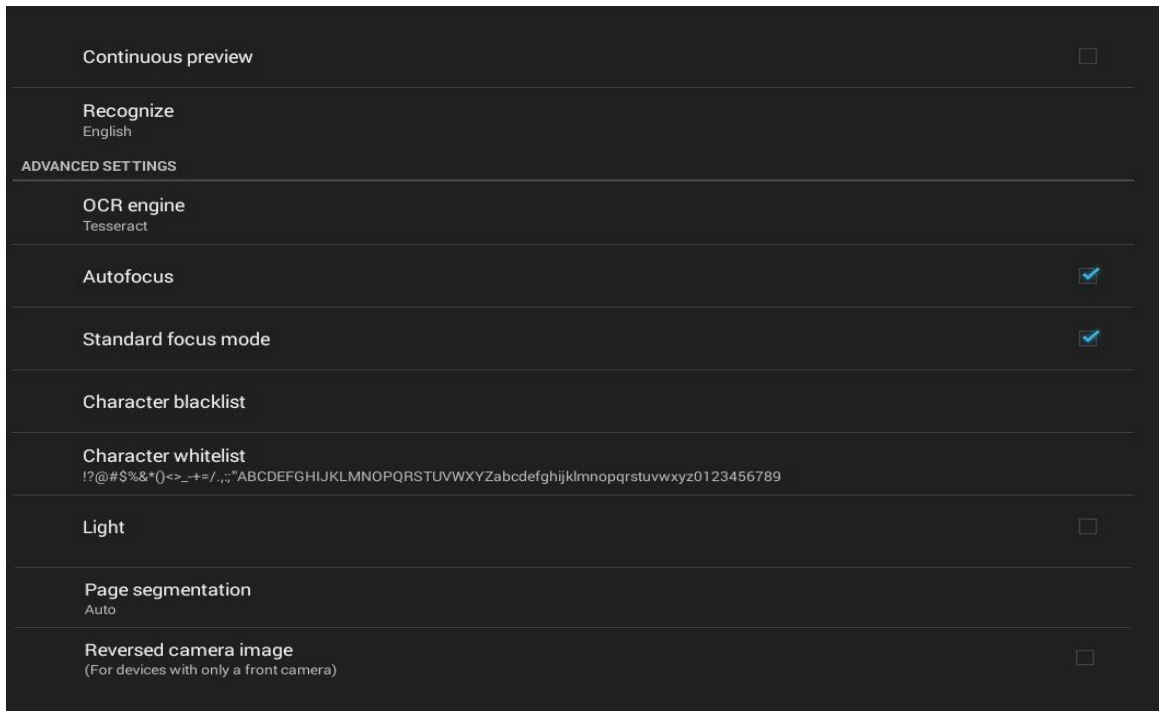 Continuous preview
Recognize
English
ADVANCED SETTINGS
OCR engine
Tesseract
Autofocus
Standard focus mode
Character blacklist
Character whitelist
!?@#$%&*()<>_-+=/.,:;'"ABCDEFGHIJKLMNOPQRSTUVWXYZabcdefghijklmnopqrstuvwxyz0123456789
Light
Page segmentation
Auto
Reversed camera image
(For devices with only a front camera)